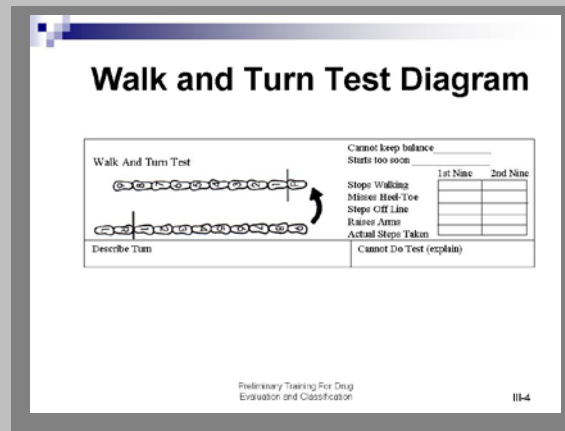 Walk and Turn Test Diagram
Cannot keep balance
Starts too soon
Walk And Turn Test
1st Nine 2nd Nine
Stops Walking
Misses Heel-Toe
Steps Off Line
Raises Arms
Actual Steps Taken
Describe Turn
Cannot Do Test (explain)
Preliminary Training For Drug
Evaluation and Classification
III-4